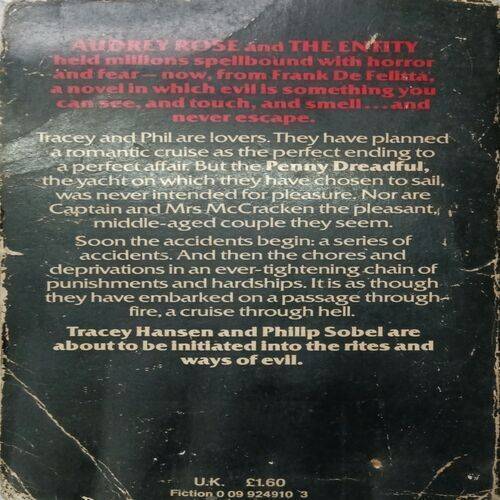 AUDREY ROSE and THE ENTITY
held millions spellbound with horror
and fear — now, from Frank De Felitta,
a novel in which evil is something you
can see, and touch, and smell...and
never escape.
Tracey and Phil are lovers. They have planned
a romantic cruise as the perfect ending to
a perfect affair. But the Penny Dreadful,
the yacht on which they have chosen to sail,
was never intended for pleasure. Nor are
Captain and Mrs McCracken the pleasant,
middle-aged couple they seem.
Soon the accidents begin: a series of
accidents. And then the chores and
deprivations in an ever-tightening chain of
punishments and hardships. It is as though
they have embarked on a passage through
fire, a cruise through hell.
Tracey Hansen and Philip Sobel are
about to be initiated into the rites and
ways of evil.
U.K. £1.60
Fiction 0 09 924910 3